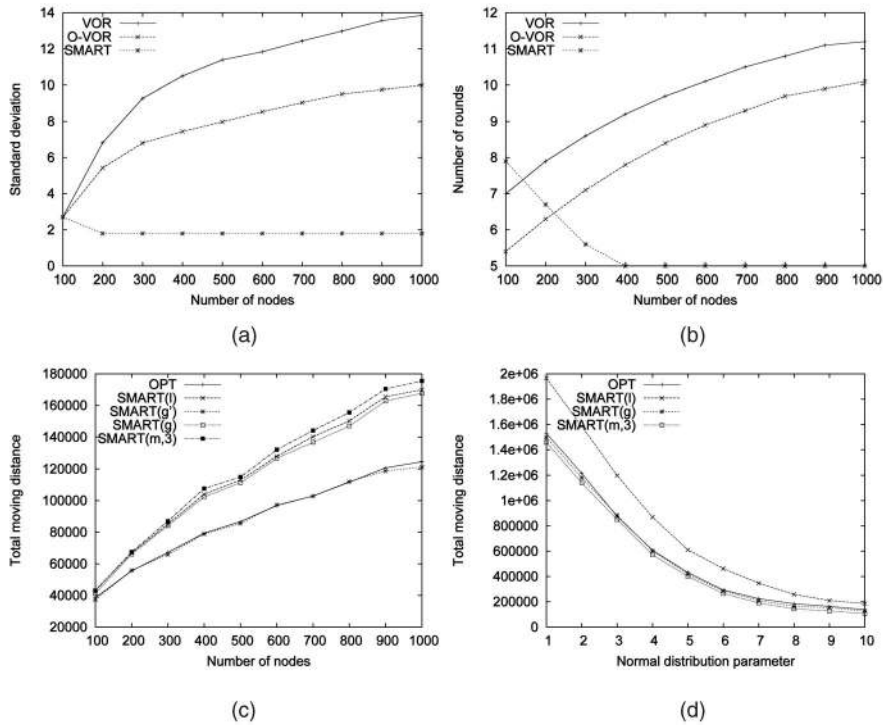 VOR
O-VOR
SMART
14
12
10
8
6
4
2
0
Standard deviation
100 200 300 400 500 600 700 800 900 1000
Number of nodes
(a)
VOR
O-VOR
SMART
12
11
10
9
8
7
6
5
Number of rounds
100 200 300 400 500 600 700 800 900 1000
Number of nodes
(b)
OPT
SMART(l)
SMART(g')
SMART(g)
SMART(m,3)
180000
160000
140000
120000
100000
80000
60000
40000
20000
Total moving distance
100 200 300 400 500 600 700 800 900 1000
Number of nodes
(c)
OPT
SMART(l)
SMART(g)
SMART(m,3)
2e+06
1.8e+06
1.6e+06
1.4e+06
1.2e+06
1e+06
800000
600000
400000
200000
0
Total moving distance
1 2 3 4 5 6 7 8 9 10
Normal distribution parameter
(d)